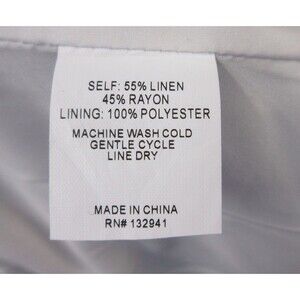 SELF: 55% LINEN
45% RAYON
LINING: 100% POLYESTER
MACHINE WASH COLD
GENTLE CYCLE
LINE DRY
MADE IN CHINA
RN# 132941